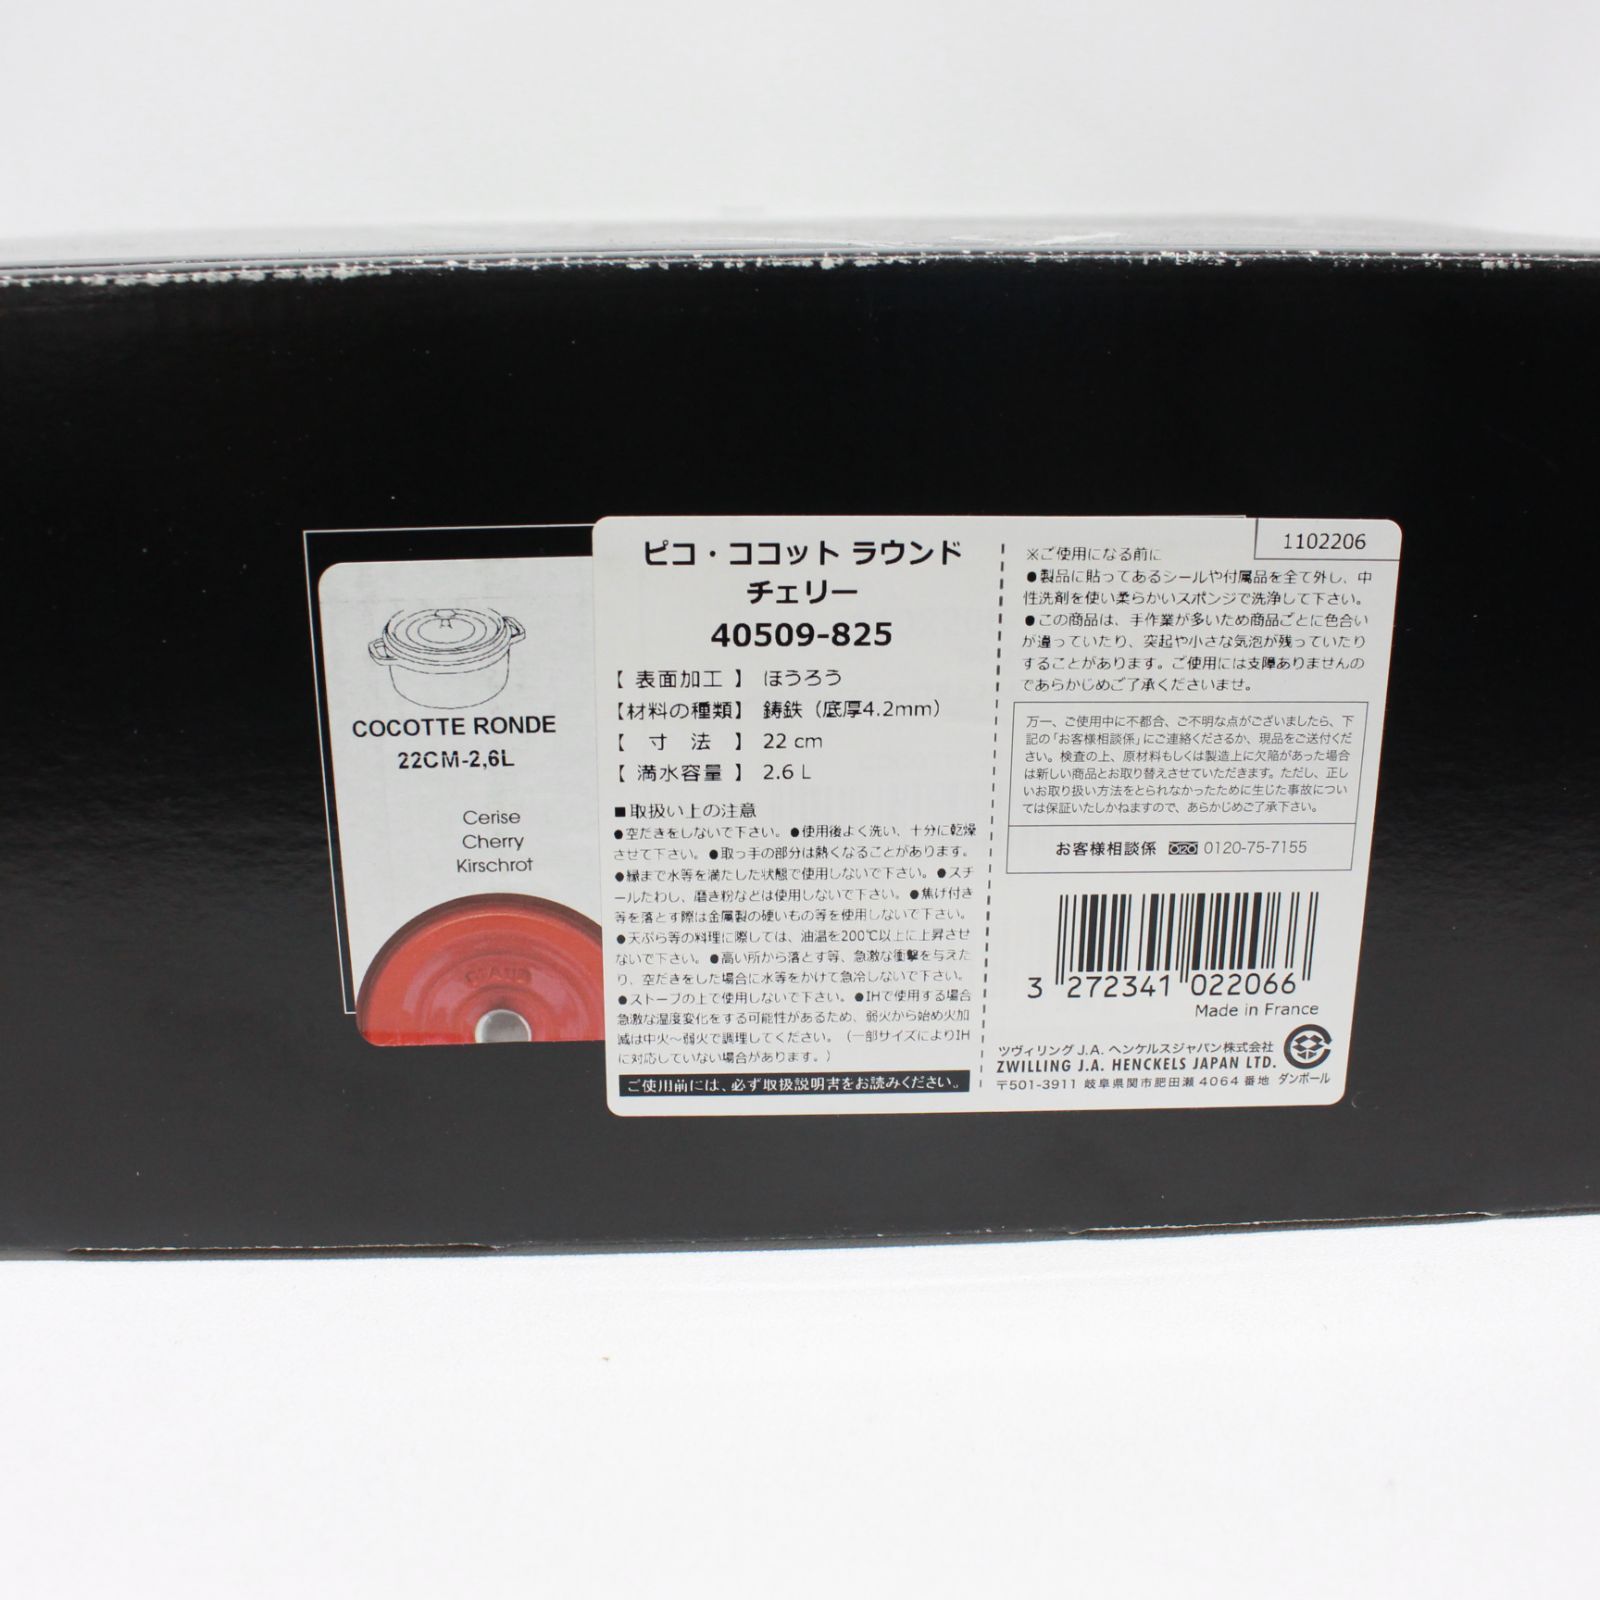 COCOTTE RONDE
22CM-2,6L
Cerise
Cherry
Kirschrot
STAUB
ピコ・ココット ラウンド
チェリー
40509-825
【 表面加工 】 ほうろう
【材料の種類】 鋳鉄（底厚4.2mm）
【 寸 法 】 22 cm
【 満水容量 】 2.6 L
■取扱い上の注意
●空だきをしないで下さい。●使用後よく洗い、十分に乾燥
させて下さい。●取っ手の部分は熱くなることがあります。
●縁まで水等を満たした状態で使用しないで下さい。●スチ
ールたわし、磨き粉などは使用しないで下さい。●焦げ付き
等を落とす際は金属製の硬いもの等を使用しないで下さい。
●天ぷら等の料理に際しては、油温を200℃以上に上昇させ
ないで下さい。●高い所から落とす等、急激な衝撃を与えた
り、空だきをした場合に水等をかけて急冷しないで下さい。
●ストーブの上で使用しないで下さい。●IHで使用する場合
急激な温度変化をする可能性があるため、弱火から始め火加
減は中火～弱火で調理してください。（一部サイズによりIH
に対応していない場合があります。）
ご使用前には、必ず取扱説明書をお読みください。
1102206
※ご使用になる前に
●製品に貼ってあるシールや付属品を全て外し、中
性洗剤を使い柔らかいスポンジで洗浄して下さい。
●この商品は、手作業が多いため商品ごとに色合い
が違っていたり、突起や小さな気泡が残っていたり
することがあります。ご使用には支障ありませんの
であらかじめご了承くださいませ。
万一、ご使用中に不都合、ご不明な点がございましたら、下
記の「お客様相談係」にご連絡くださるか、現品をご送付くだ
さい。検査の上、原材料もしくは製造上に欠陥があった場合
は新しい商品とお取り替えさせていただきます。ただし、正し
いお取り扱い方法をとられなかったために生じた事故につい
ては保証いたしかねますので、あらかじめご了承下さい。
お客様相談係 0120-75-7155
3 272341 022066
Made in France
ツヴィリング J.A. ヘンケルスジャパン株式会社
ZWILLING J.A. HENCKELS JAPAN LTD.
〒501-3911 岐阜県関市肥田瀬 4064 番地
ダンボール